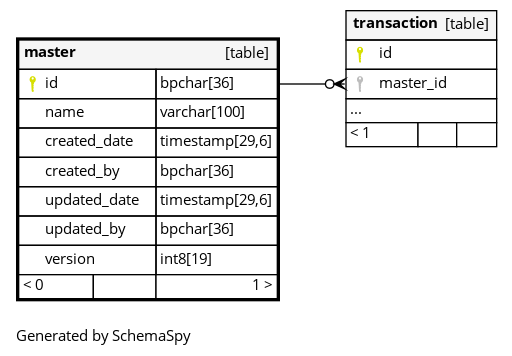 master [table]
id bpchar[36]
name varchar[100]
created_date timestamp[29,6]
created_by bpchar[36]
updated_date timestamp[29,6]
updated_by bpchar[36]
version int8[19]
< 0 1 >
transaction [table]
id
master_id
...
< 1
Generated by SchemaSpy